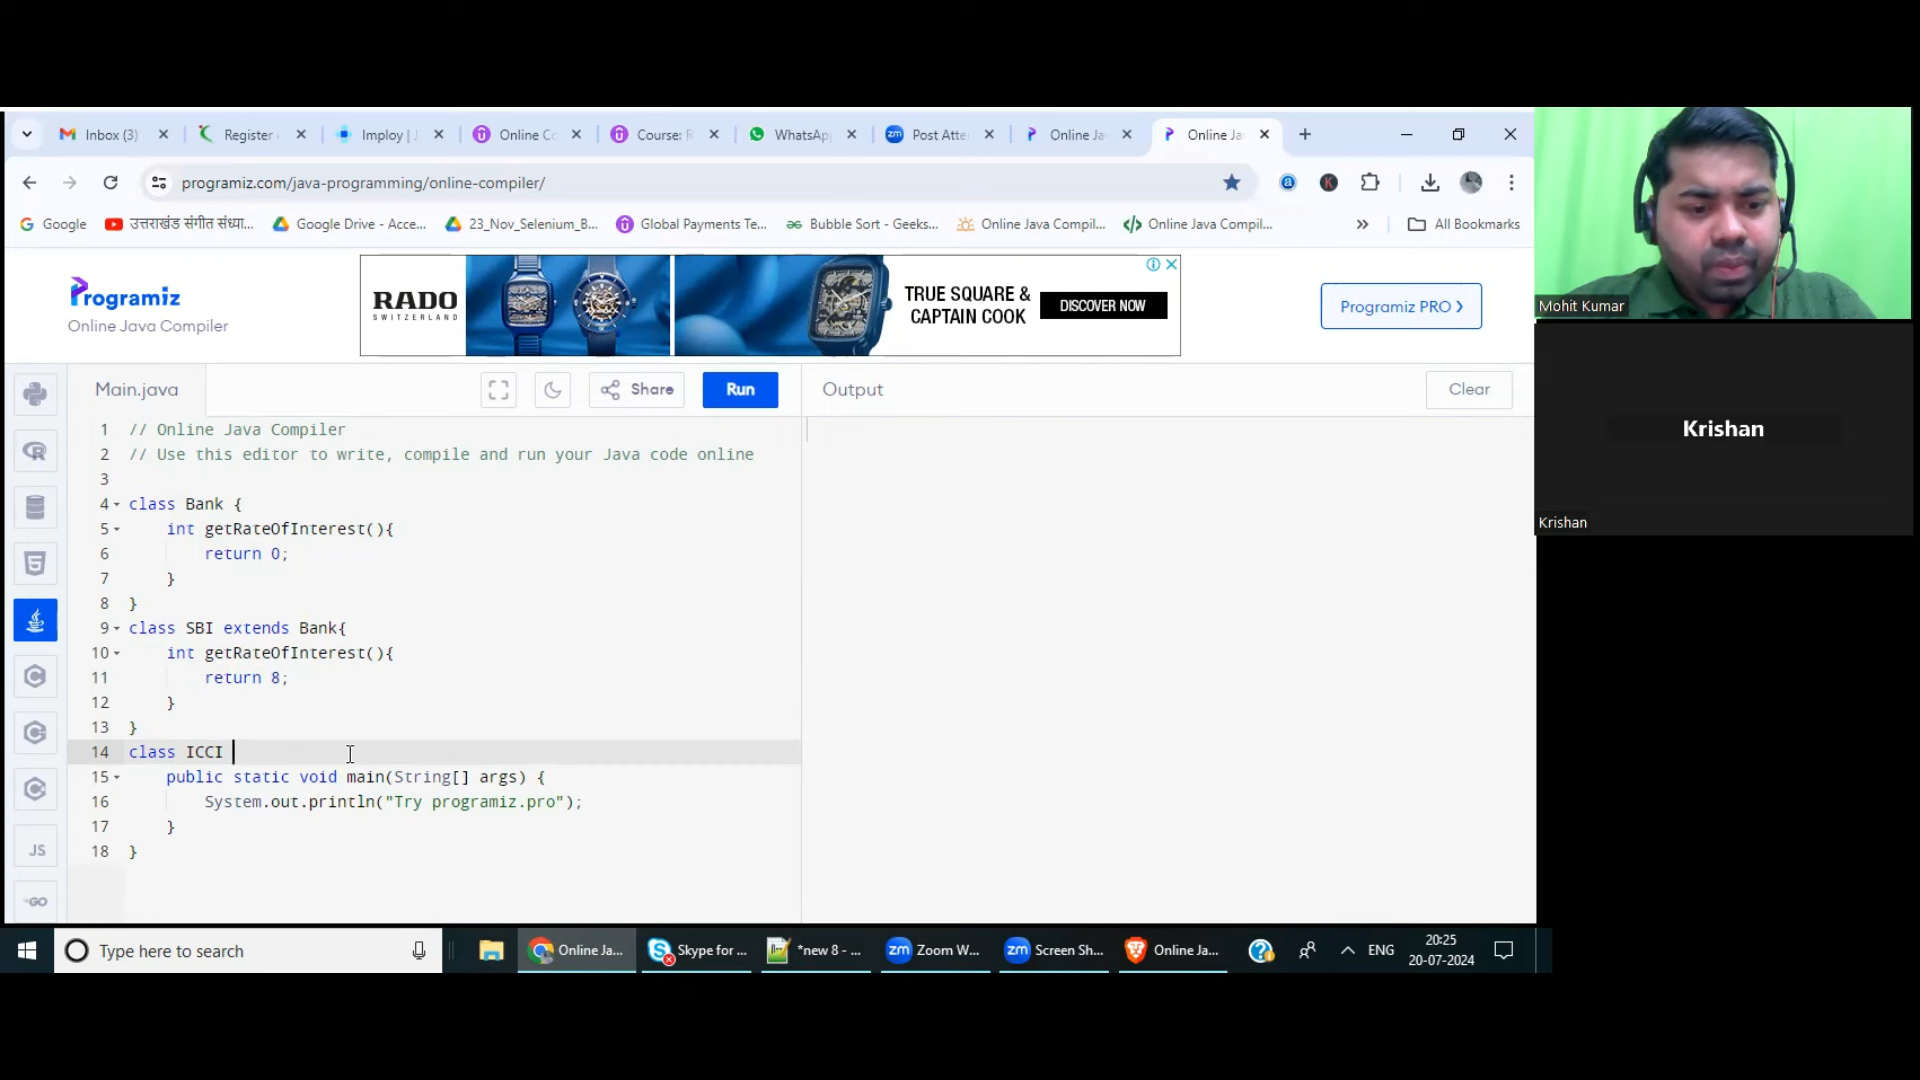 Inbox (3)
Register
Imploy | J
Online Co
Course: R
WhatsApp
Post Atte
Online Ja
Online Ja
programiz.com/java-programming/online-compiler/
Google
उत्तराखंड संगीत संध्या...
Google Drive - Acce...
23_Nov_Selenium_B...
Global Payments Te...
Bubble Sort - Geeks...
Online Java Compil...
Online Java Compil...
All Bookmarks
Programiz
Online Java Compiler
RADO
SWITZERLAND
TRUE SQUARE &
CAPTAIN COOK
DISCOVER NOW
Programiz PRO
Main.java
Share
Run
Output
Clear
1 // Online Java Compiler
2 // Use this editor to write, compile and run your Java code online
3
4 class Bank {
5 int getRateOfInterest(){
6 return 0;
7 }
8 }
9 class SBI extends Bank{
10 int getRateOfInterest(){
11 return 8;
12 }
13 }
14 class ICCI
15 public static void main(String[] args) {
16 System.out.println("Try programiz.pro");
17 }
18 }
JS
GO
Mohit Kumar
Krishan
Krishan
Type here to search
Online Ja...
Skype for ...
*new 8 - ...
zm Zoom W...
zm Screen Sh...
Online Ja...
ENG
20:25
20-07-2024